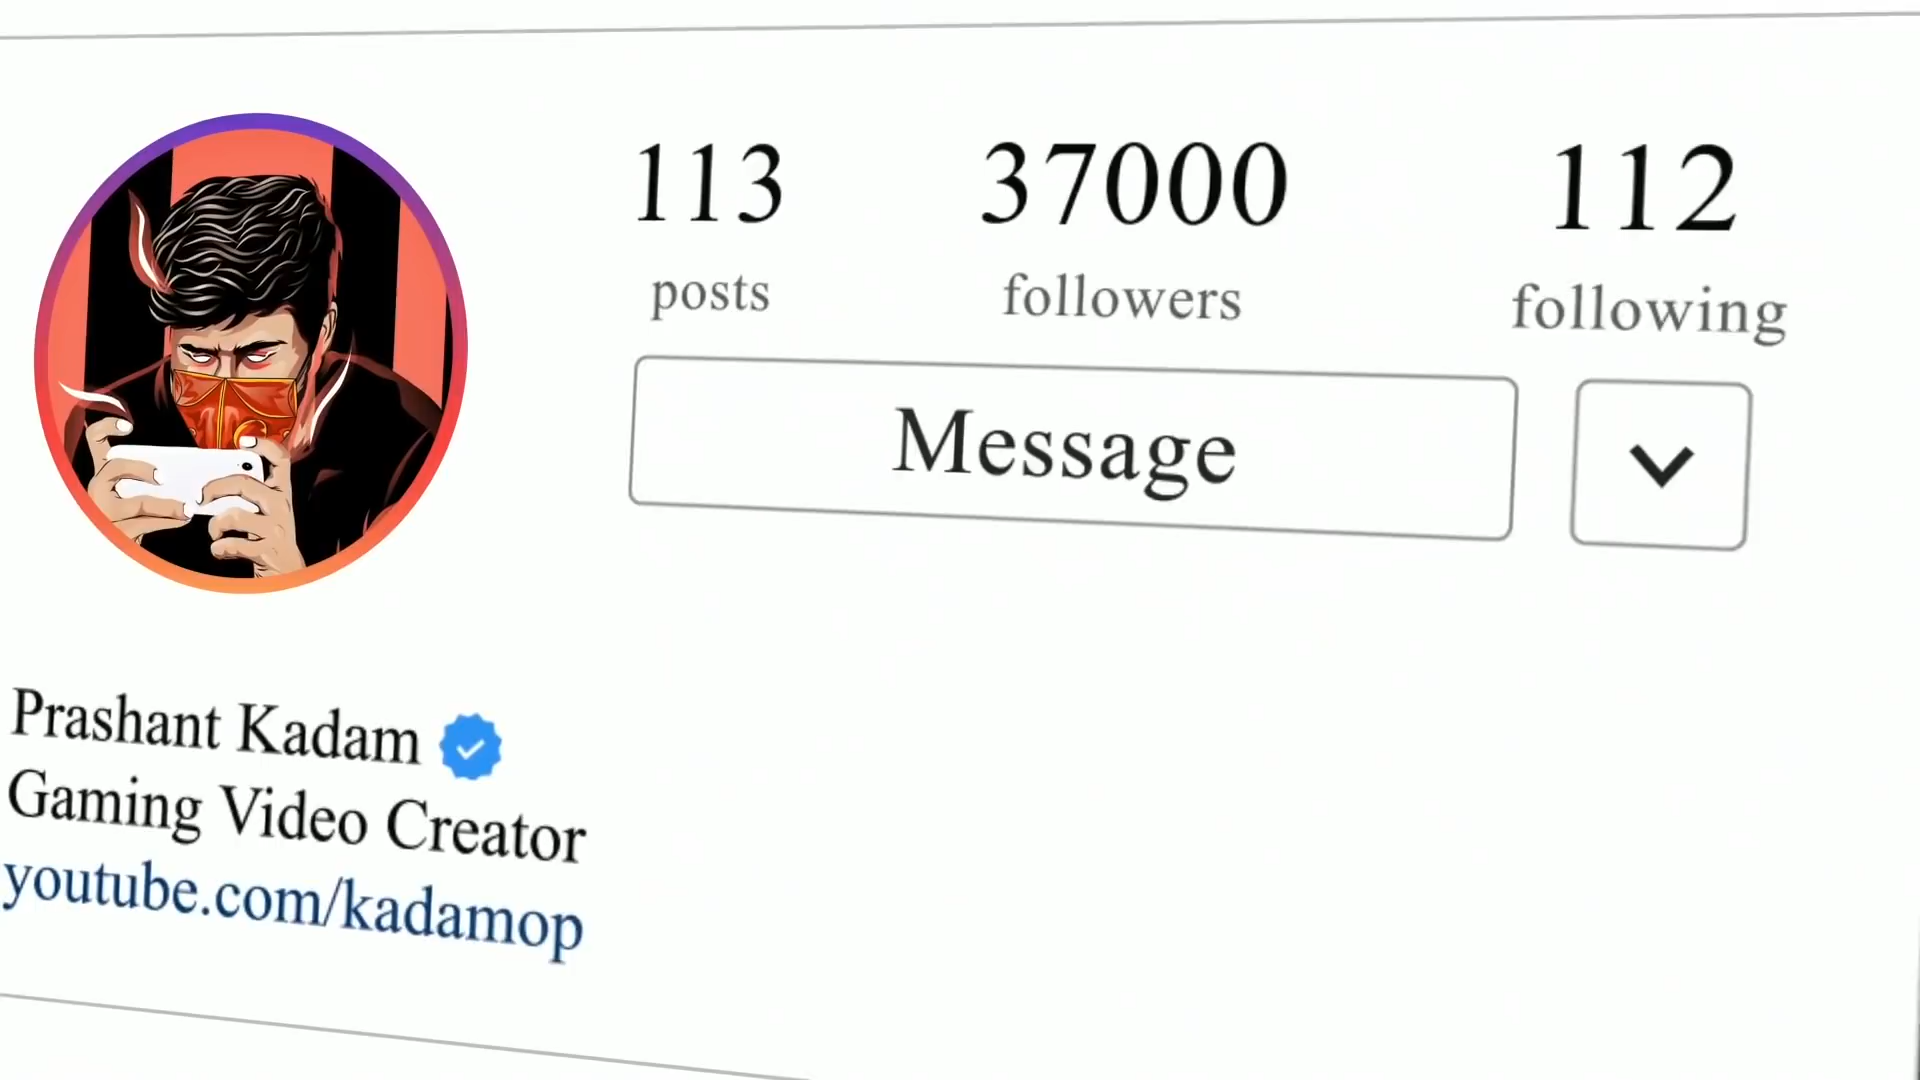 113 37000 112
posts followers following
Message
Prashant Kadam
Gaming Video Creator
youtube.com/kadamop